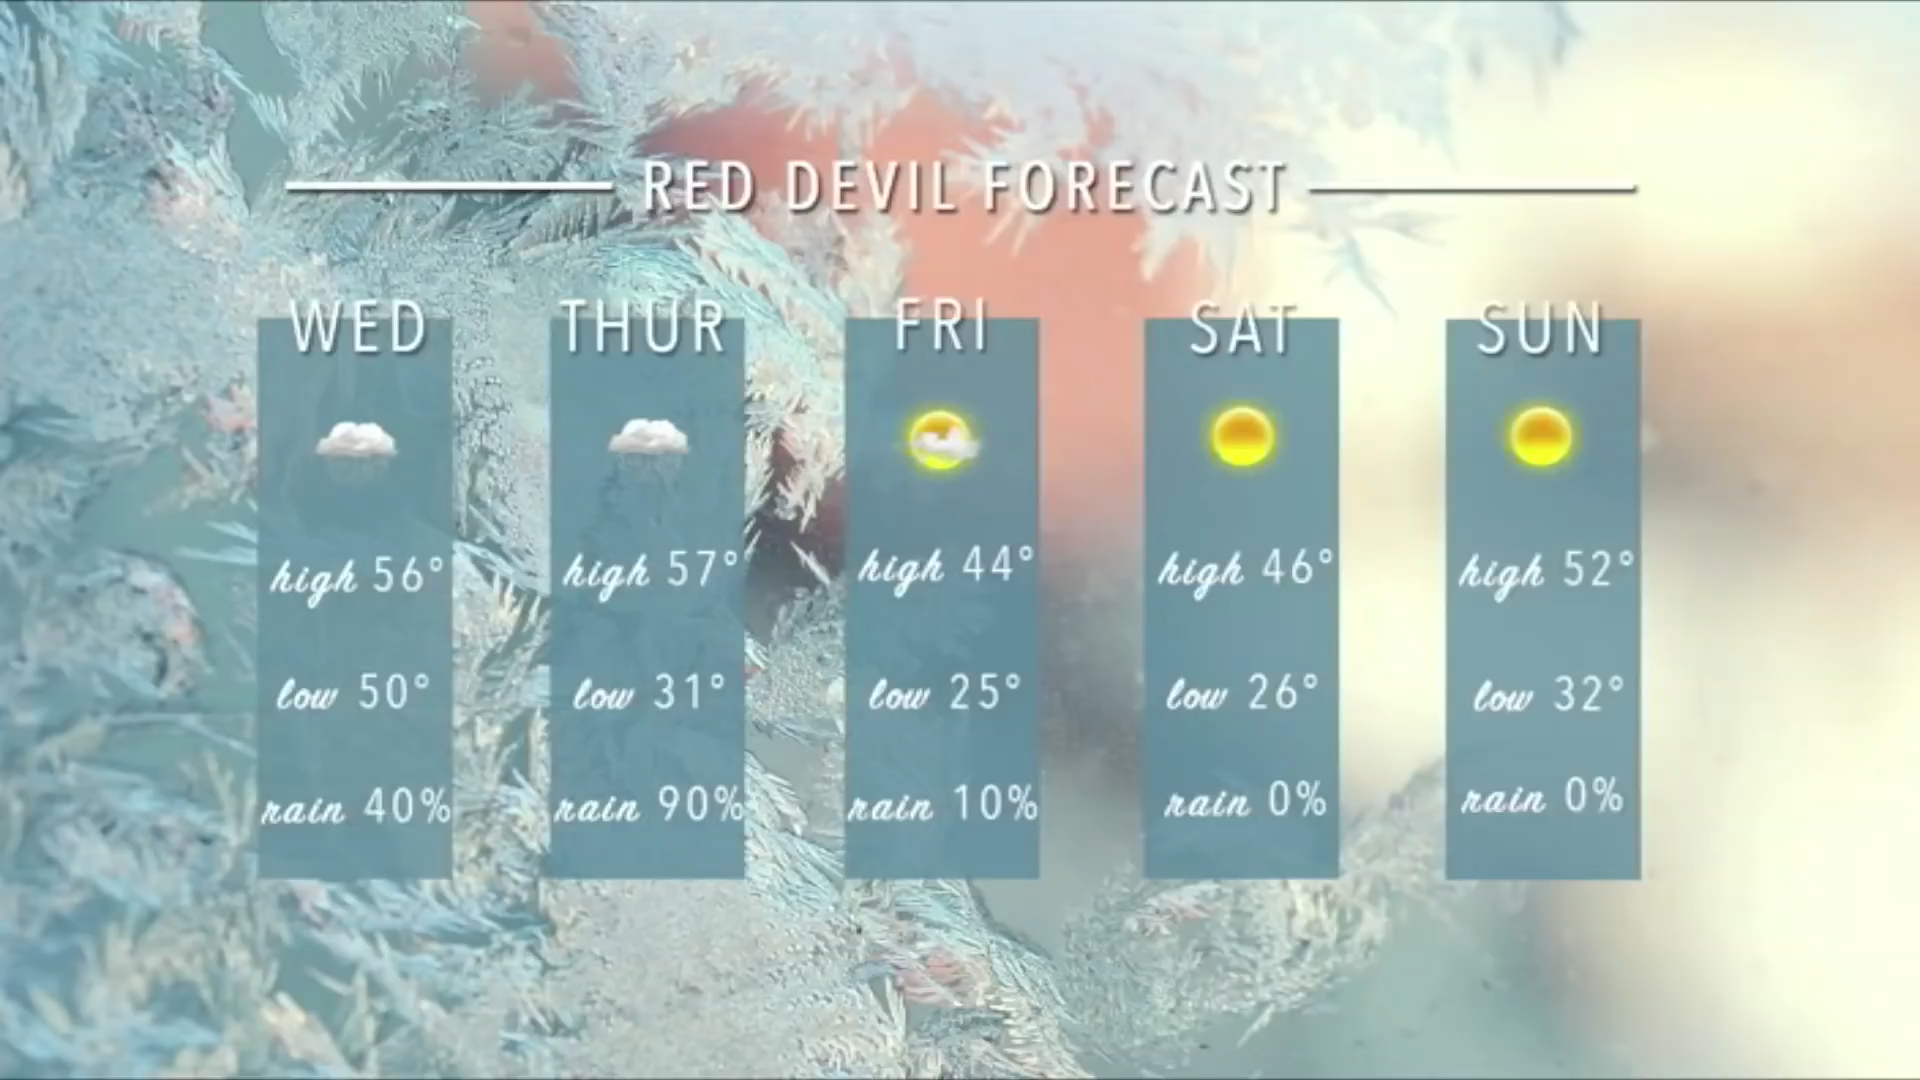 RED DEVIL FORECAST
WED THUR FRI SAT SUN
high 56° high 57° high 44° high 46° high 52°
low 50° low 31° low 25° low 26° low 32°
rain 40% rain 90% rain 10% rain 0% rain 0%